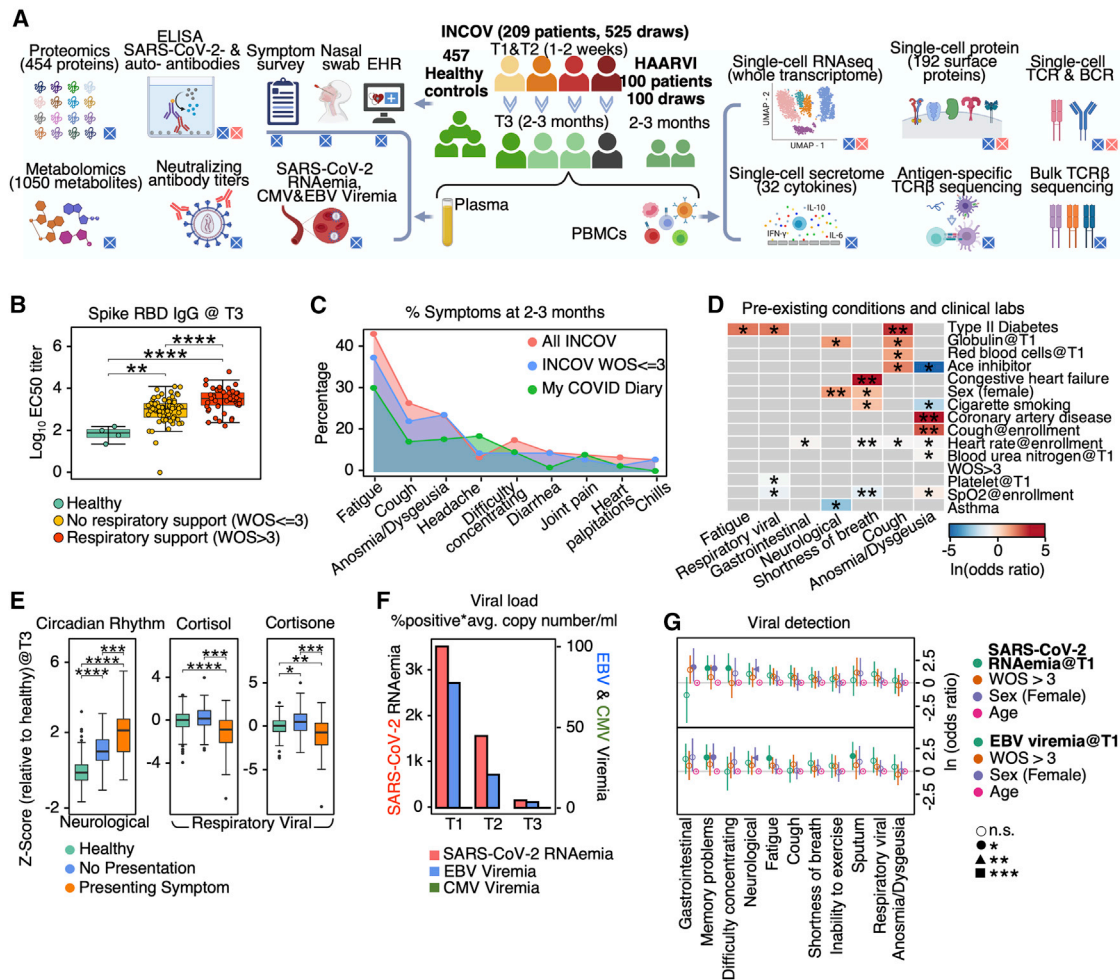 A
Proteomics
(454 proteins)
ELISA
SARS-CoV-2- &
auto- antibodies
Symptom
survey
Nasal
swab
EHR
Metabolomics
(1050 metabolites)
Neutralizing
antibody titers
SARS-CoV-2
RNAemia,
CMV&EBV Viremia
INCOV (209 patients, 525 draws)
457
Healthy
controls
T1&T2 (1-2 weeks)
T3 (2-3 months)
HAARVI
100 patients
100 draws
2-3 months
Plasma
PBMCs
Single-cell RNAseq
(whole transcriptome)
UMAP - 2
UMAP - 1
Single-cell protein
(192 surface
proteins)
Single-cell
TCR & BCR
Single-cell secretome
(32 cytokines)
IL-10
IFN-γ
IL-6
Antigen-specific
TCRβ sequencing
Bulk TCRβ
sequencing
B
Spike RBD IgG @ T3
Log10 EC50 titer
6
4
2
0
****
****
**
Healthy
No respiratory support (WOS<=3)
Respiratory support (WOS>3)
C
% Symptoms at 2-3 months
Percentage
40
30
20
10
0
All INCOV
INCOV WOS<=3
My COVID Diary
Fatigue
Cough
Anosmia/Dysgeusia
Headache
Difficulty
concentrating
Diarrhea
Joint pain
Heart
palpitations
Chills
D
Pre-existing conditions and clinical labs
* * ** Type II Diabetes
* * Globulin@T1
* Red blood cells@T1
* * Ace inhibitor
** Congestive heart failure
** * Sex (female)
* * Cigarette smoking
** Coronary artery disease
** Cough@enrollment
* ** * * Heart rate@enrollment
* Blood urea nitrogen@T1
WOS>3
* Platelet@T1
* ** * SpO2@enrollment
* Asthma
Fatigue
Respiratory viral
Gastrointestinal
Neurological
Shortness of breath
Cough
Anosmia/Dysgeusia
-5 0 5
ln(odds ratio)
E
Circadian Rhythm
Cortisol
Cortisone
Z-Score (relative to healthy)@T3
6
2
-2
***
****
****
4
0
-4
***
****
5
0
-5
***
**
*
Neurological
Respiratory Viral
Healthy
No Presentation
Presenting Symptom
F
Viral load
%positive*avg. copy number/ml
SARS-CoV-2 RNAemia
3k
2k
1k
0
100
50
0
EBV & CMV Viremia
T1 T2 T3
SARS-CoV-2 RNAemia
EBV Viremia
CMV Viremia
G
Viral detection
2.5
0
-2.5
2.5
0
-2.5
ln (odds ratio)
SARS-CoV-2
RNAemia@T1
WOS > 3
Sex (Female)
Age
EBV viremia@T1
WOS > 3
Sex (Female)
Age
n.s.
*
**
***
Gastrointestinal
Memory problems
Difficulty concentrating
Neurological
Fatigue
Cough
Shortness of breath
Inability to exercise
Sputum
Respiratory viral
Anosmia/Dysgeusia